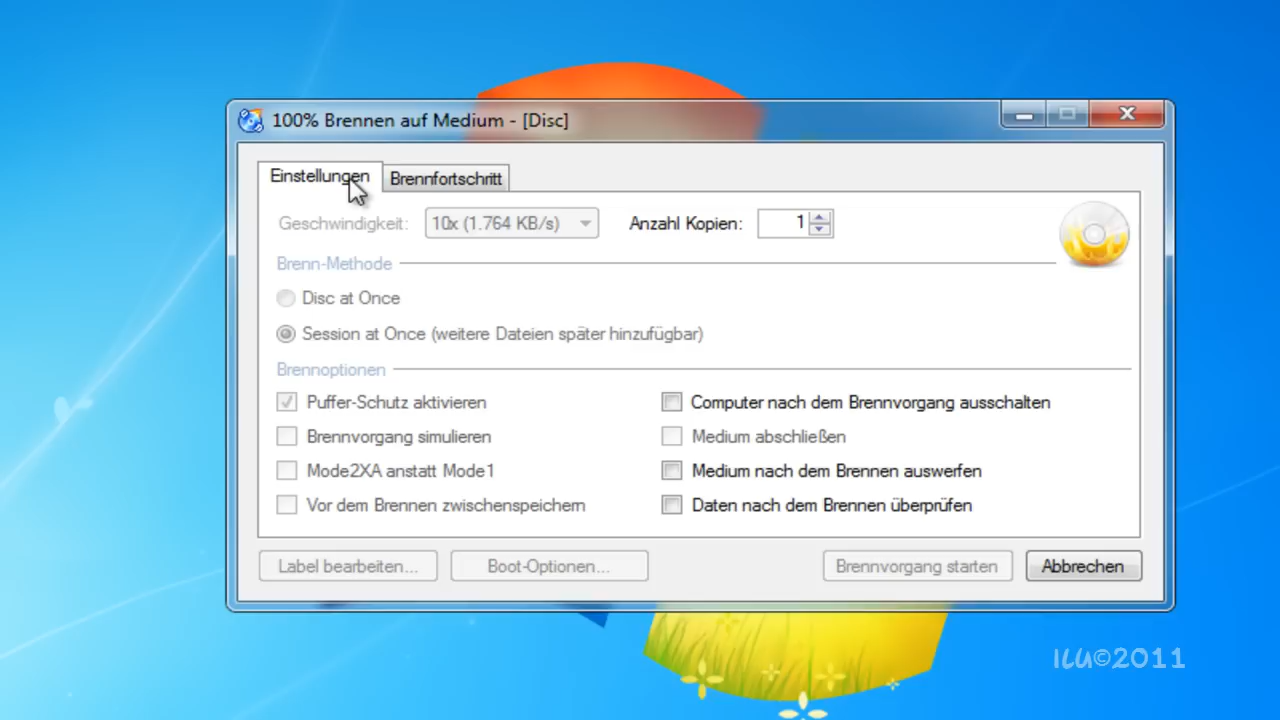 100% Brennen auf Medium - [Disc]
Einstellungen Brennfortschritt
Geschwindigkeit: 10x (1.764 KB/s) Anzahl Kopien: 1
Brenn-Methode
Disc at Once
Session at Once (weitere Dateien später hinzufügbar)
Brennoptionen
Puffer-Schutz aktivieren Computer nach dem Brennvorgang ausschalten
Brennvorgang simulieren Medium abschließen
Mode2XA anstatt Mode1 Medium nach dem Brennen auswerfen
Vor dem Brennen zwischenspeichern Daten nach dem Brennen überprüfen
Label bearbeiten... Boot-Optionen... Brennvorgang starten Abbrechen
ILU©2011